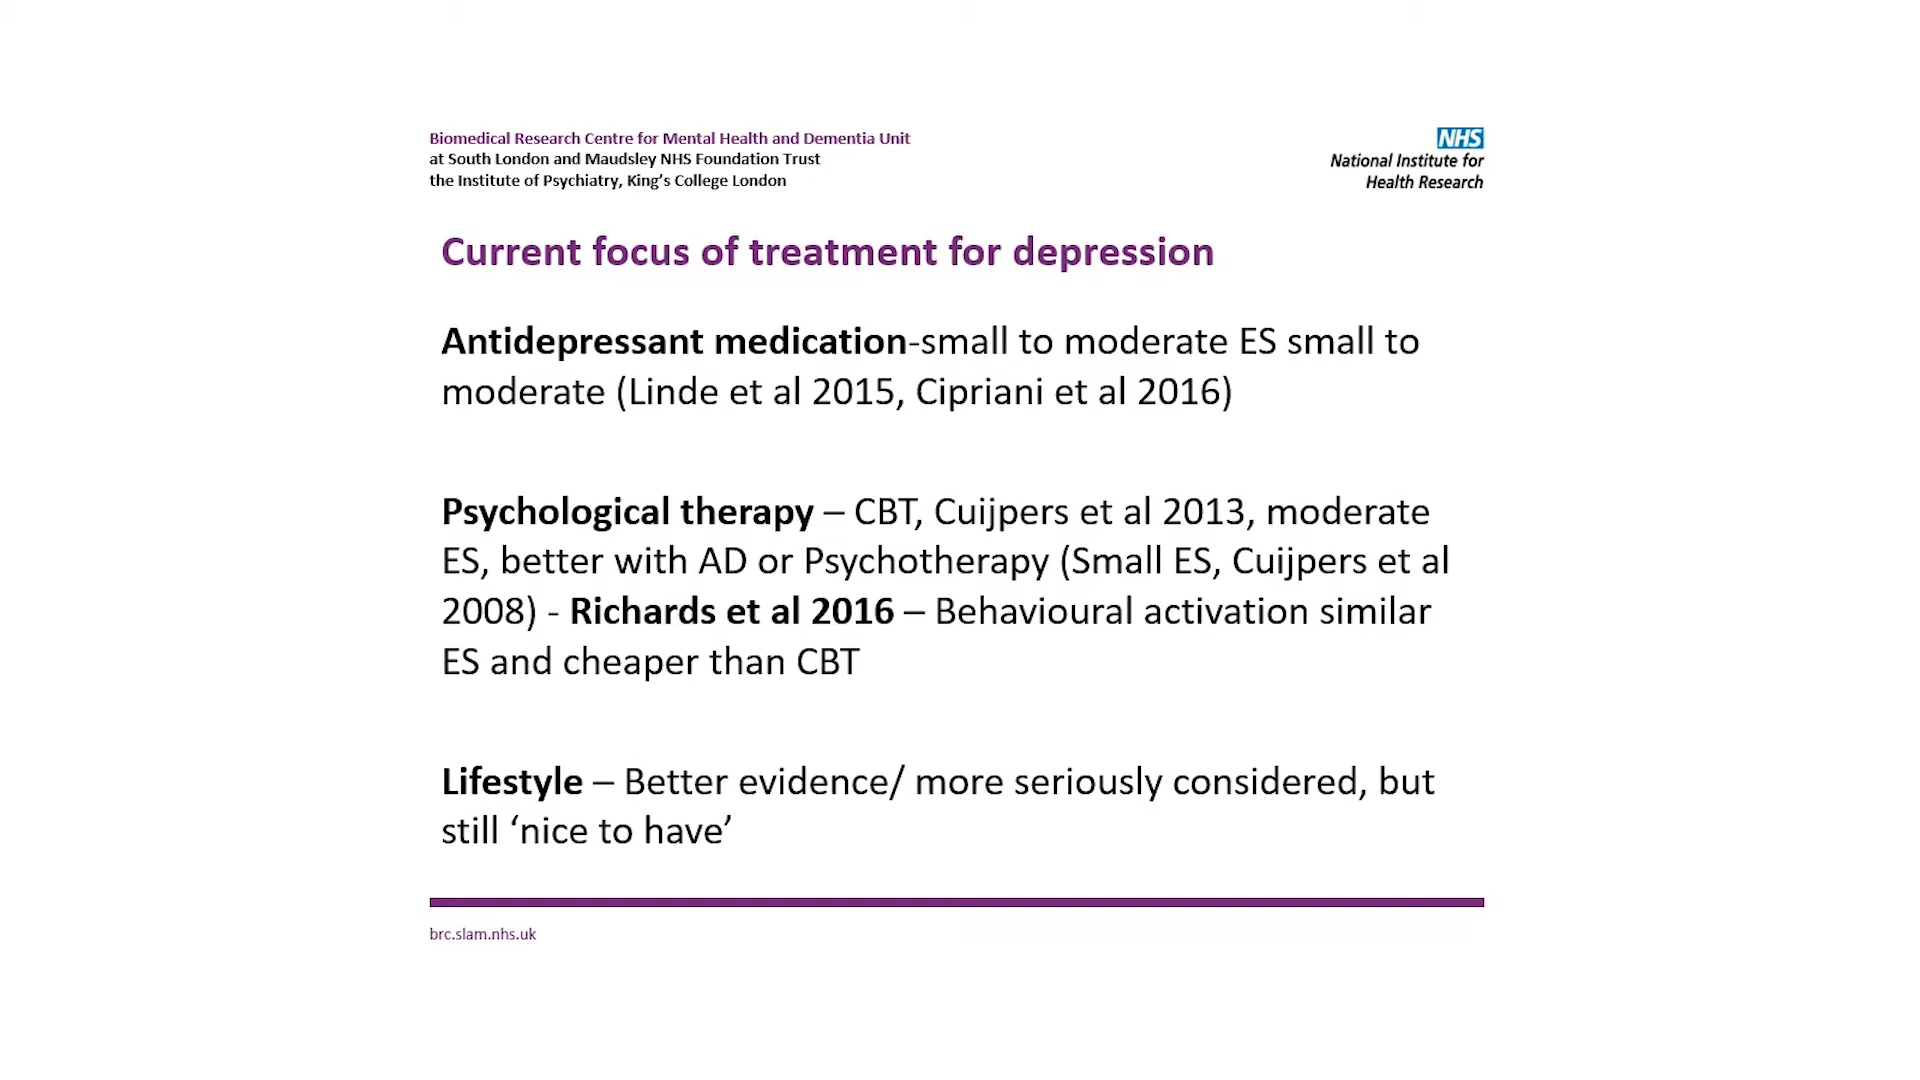 Biomedical Research Centre for Mental Health and Dementia Unit
at South London and Maudsley NHS Foundation Trust
the Institute of Psychiatry, King’s College London
NHS
National Institute for
Health Research
Current focus of treatment for depression
Antidepressant medication-small to moderate ES small to
moderate (Linde et al 2015, Cipriani et al 2016)
Psychological therapy – CBT, Cuijpers et al 2013, moderate
ES, better with AD or Psychotherapy (Small ES, Cuijpers et al
2008) - Richards et al 2016 – Behavioural activation similar
ES and cheaper than CBT
Lifestyle – Better evidence/ more seriously considered, but
still ‘nice to have’
brc.slam.nhs.uk